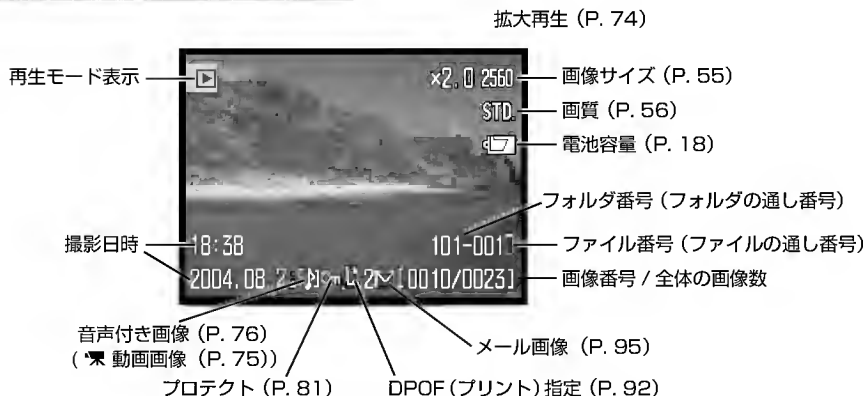 拡大再生 (P. 74)
再生モード表示
×2.0 2560
画像サイズ (P. 55)
STD.
画質 (P. 56)
電池容量 (P. 18)
フォルダ番号 (フォルダの通し番号)
撮影日時
18:38
ファイル番号 (ファイルの通し番号)
2004.08
[0010/0023]
画像番号 / 全体の画像数
音声付き画像 (P. 76)
( 動画画像 (P. 75))
メール画像 (P. 95)
プロテクト (P. 81)
DPOF (プリント) 指定 (P. 92)